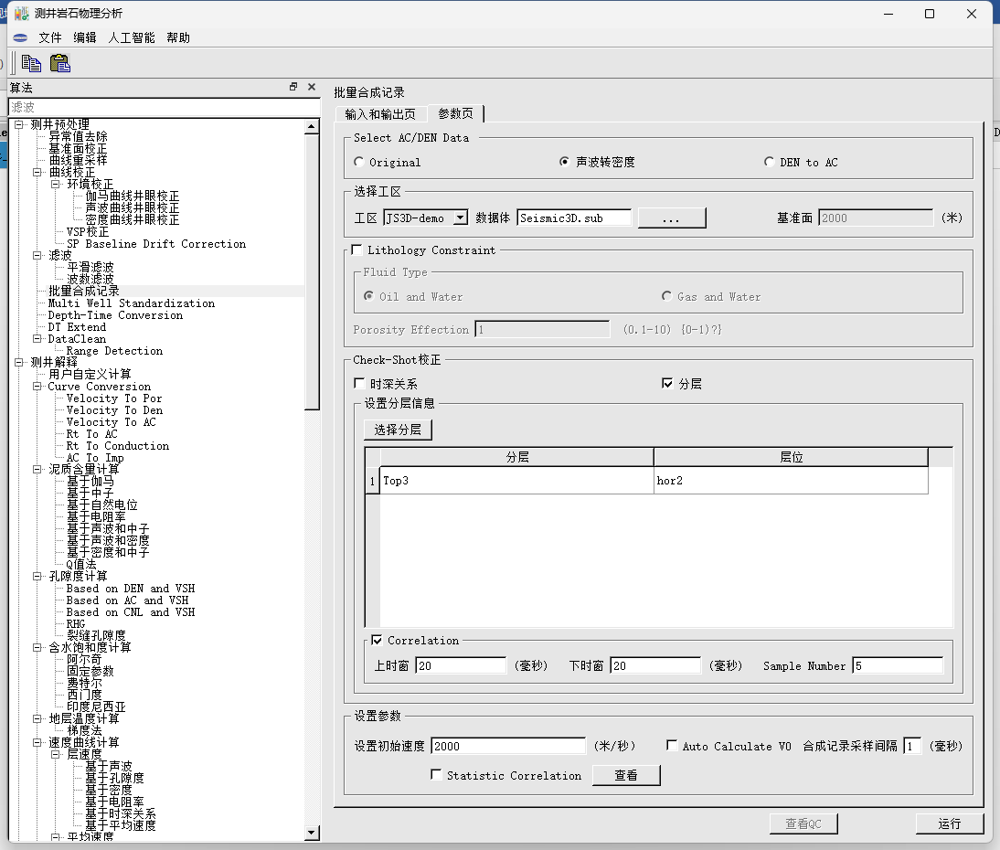 测井岩石物理分析
文件 编辑 人工智能 帮助
算法
滤波
测井预处理
异常值去除
基准面校正
曲线重采样
曲线校正
环境校正
伽马曲线井眼校正
声波曲线井眼校正
密度曲线井眼校正
VSP校正
SP Baseline Drift Correction
滤波
平滑滤波
波数滤波
批量合成记录
Multi Well Standardization
Depth-Time Conversion
DT Extend
DataClean
Range Detection
测井解释
用户自定义计算
Curve Conversion
Velocity To Por
Velocity To Den
Velocity To AC
Rt To AC
Rt To Conduction
AC To Imp
泥质含量计算
基于伽马
基于中子
基于自然电位
基于电阻率
基于声波和中子
基于声波和密度
基于密度和中子
Q值法
孔隙度计算
Based on DEN and VSH
Based on AC and VSH
Based on CNL and VSH
RHG
裂缝孔隙度
含水饱和度计算
阿尔奇
固定参数
费特尔
西门度
印度尼西亚
地层温度计算
梯度法
速度曲线计算
层速度
基于声波
基于孔隙度
基于密度
基于电阻率
基于时深关系
基于平均速度
平均速度
批量合成记录
输入和输出页 参数页
Select AC/DEN Data
Original 声波转密度 DEN to AC
选择工区
工区 JS3D-demo 数据体 Seismic3D.sub ... 基准面 2000 (米)
Lithology Constraint
Fluid Type
Oil and Water Gas and Water
Porosity Effection 1 (0.1-10) {0-1)?}
Check-Shot校正
时深关系 分层
设置分层信息
选择分层
分层 层位
1 Top3 hor2
Correlation
上时窗 20 (毫秒) 下时窗 20 (毫秒) Sample Number 5
设置参数
设置初始速度 2000 (米/秒) Auto Calculate V0 合成记录采样间隔 1 (毫秒)
Statistic Correlation 查看
查看QC 运行